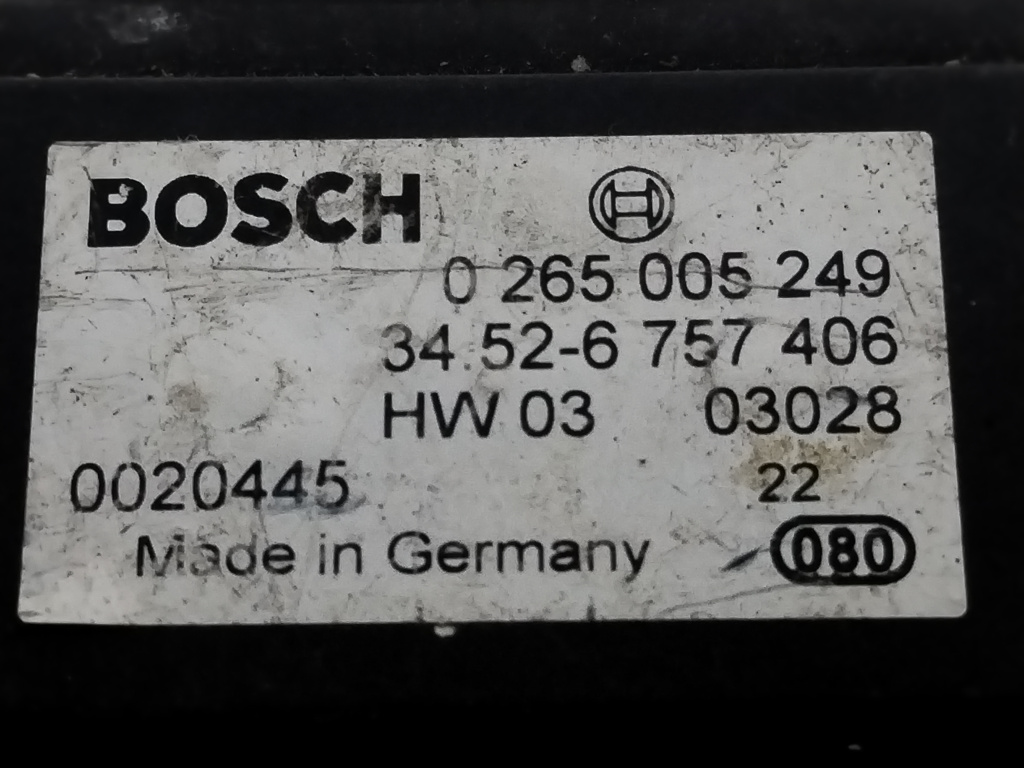 BOSCH
0 265 005 249
34.52-6 757 406
HW 03 03028
0020445 22
Made in Germany 080